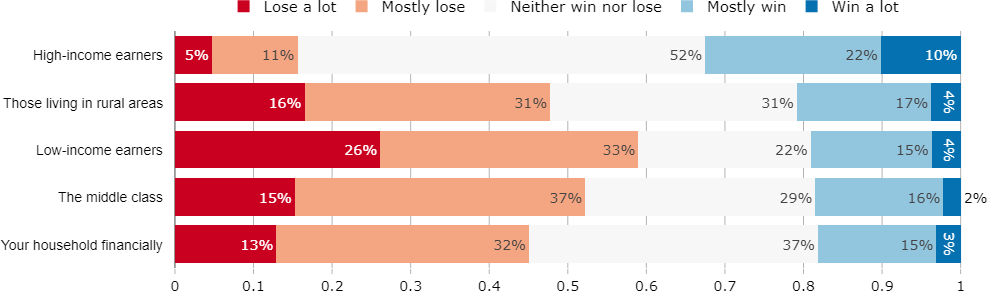 Lose a lot Mostly lose Neither win nor lose Mostly win Win a lot
High-income earners 5% 11% 52% 22% 10%
Those living in rural areas 16% 31% 31% 17% 4%
Low-income earners 26% 33% 22% 15% 4%
The middle class 15% 37% 29% 16% 2%
Your household financially 13% 32% 37% 15% 3%
0 0.1 0.2 0.3 0.4 0.5 0.6 0.7 0.8 0.9 1